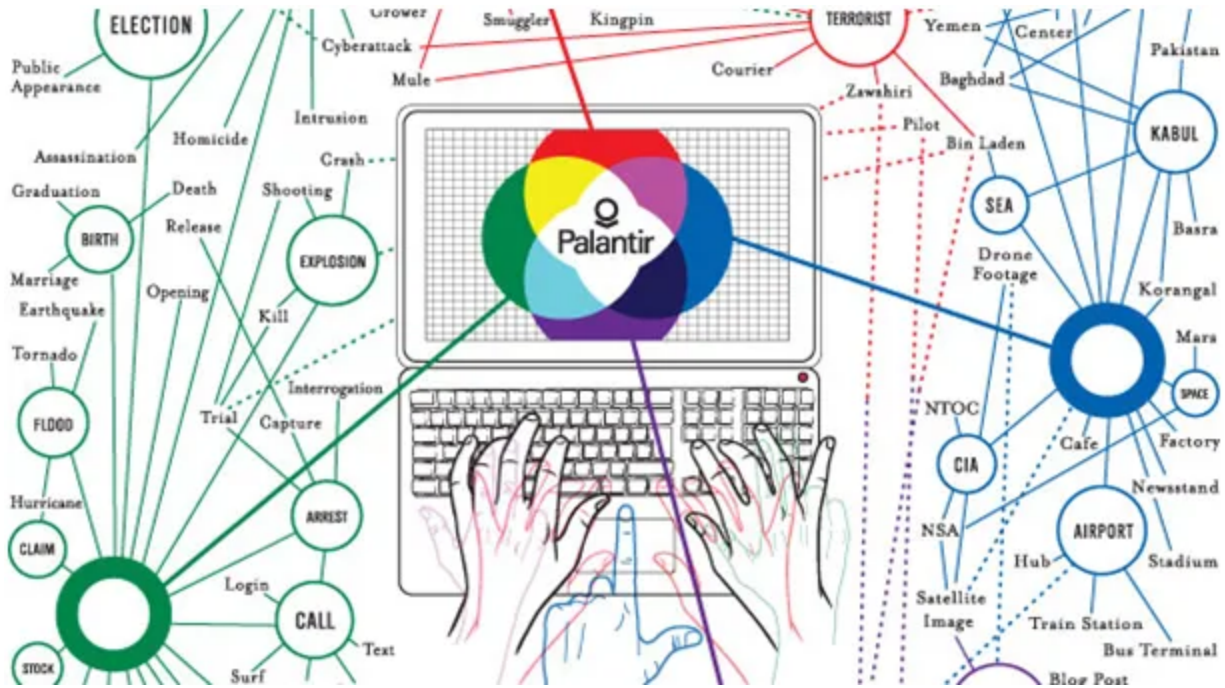 ELECTION
Grower
Smuggler
Kingpin
TERRORIST
Yemen
Center
Cyberattack
Pakistan
Public
Appearance
Mule
Courier
Baghdad
Zawahiri
Intrusion
Pilot
KABUL
Homicide
Bin Laden
Assassination
Crash
Graduation
Death
Shooting
SEA
Release
BIRTH
Palantir
Basra
EXPLOSION
Drone
Footage
Marriage
Opening
Korangal
Earthquake
Kill
Mars
Tornado
Interrogation
SPACE
NTOC
Trial
Capture
FLOOD
Cafe
Factory
CIA
Newsstand
Hurricane
ARREST
NSA
AIRPORT
CLAIM
Hub
Stadium
Login
Satellite
Image
CALL
Train Station
Text
Bus Terminal
STOCK
Surf
Blog Post